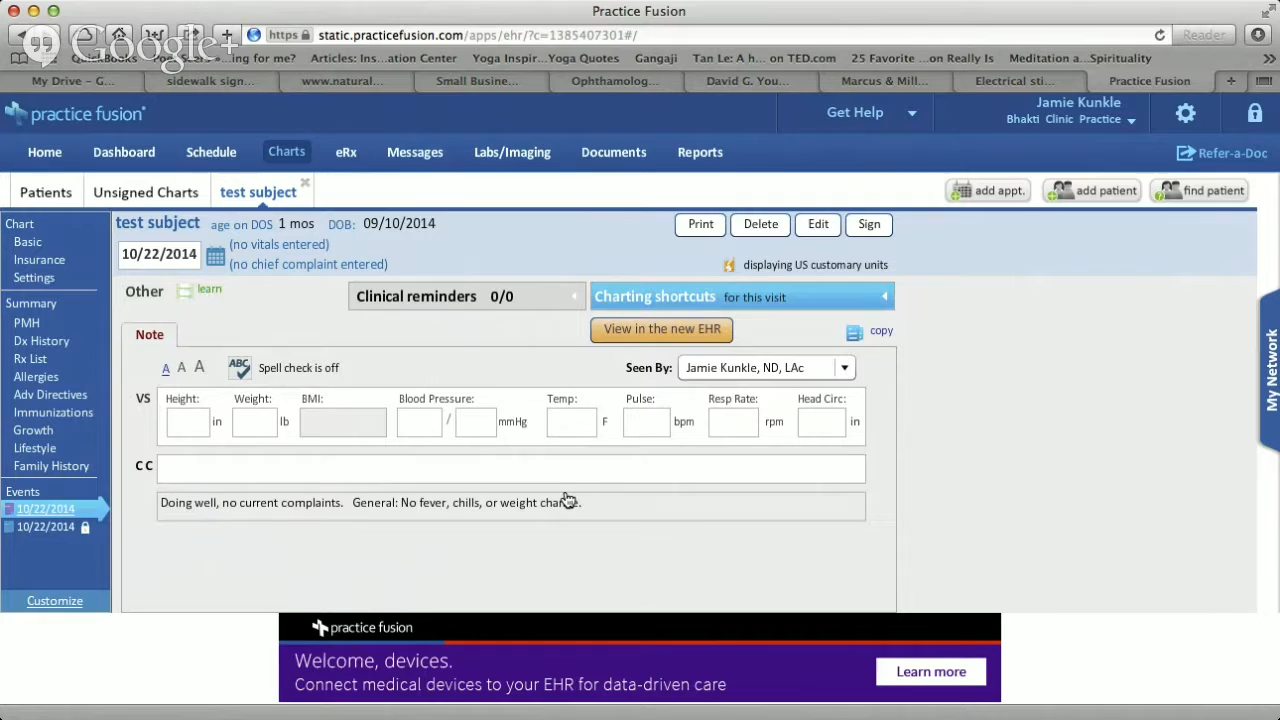 Practice Fusion
Google+
https static.practicefusion.com/apps/ehr/?c=1385407301#/ Reader
QuickBooks ...ing for me? Articles: Ins...ation Center Yoga Inspir...Yoga Quotes Gangaji Tan Le: A h... on TED.com 25 Favorite ...on Really Is Meditation a...Spirituality
My Drive – G... sidewalk sign... www.natural... Small Busine... Ophthamolog... David G. You... Marcus & Mill... Electrical sti... Practice Fusion
practice fusion Get Help Jamie Kunkle
Bhakti Clinic Practice
Home Dashboard Schedule Charts eRx Messages Labs/Imaging Documents Reports Refer-a-Doc
Patients Unsigned Charts test subject add appt. add patient find patient
Chart
Basic
Insurance
Settings
Summary
PMH
Dx History
Rx List
Allergies
Adv Directives
Immunizations
Growth
Lifestyle
Family History
Events
10/22/2014
10/22/2014
Customize
test subject age on DOS 1 mos DOB: 09/10/2014 Print Delete Edit Sign
10/22/2014 (no vitals entered)
(no chief complaint entered) displaying US customary units
Other learn Clinical reminders 0/0 Charting shortcuts for this visit
View in the new EHR copy
Note
A A A ABC Spell check is off Seen By: Jamie Kunkle, ND, LAc
VS Height: Weight: BMI: Blood Pressure: Temp: Pulse: Resp Rate: Head Circ:
in lb / mmHg F bpm rpm in
CC
Doing well, no current complaints. General: No fever, chills, or weight
My Network
practice fusion
Welcome, devices.
Connect medical devices to your EHR for data-driven care
Learn more